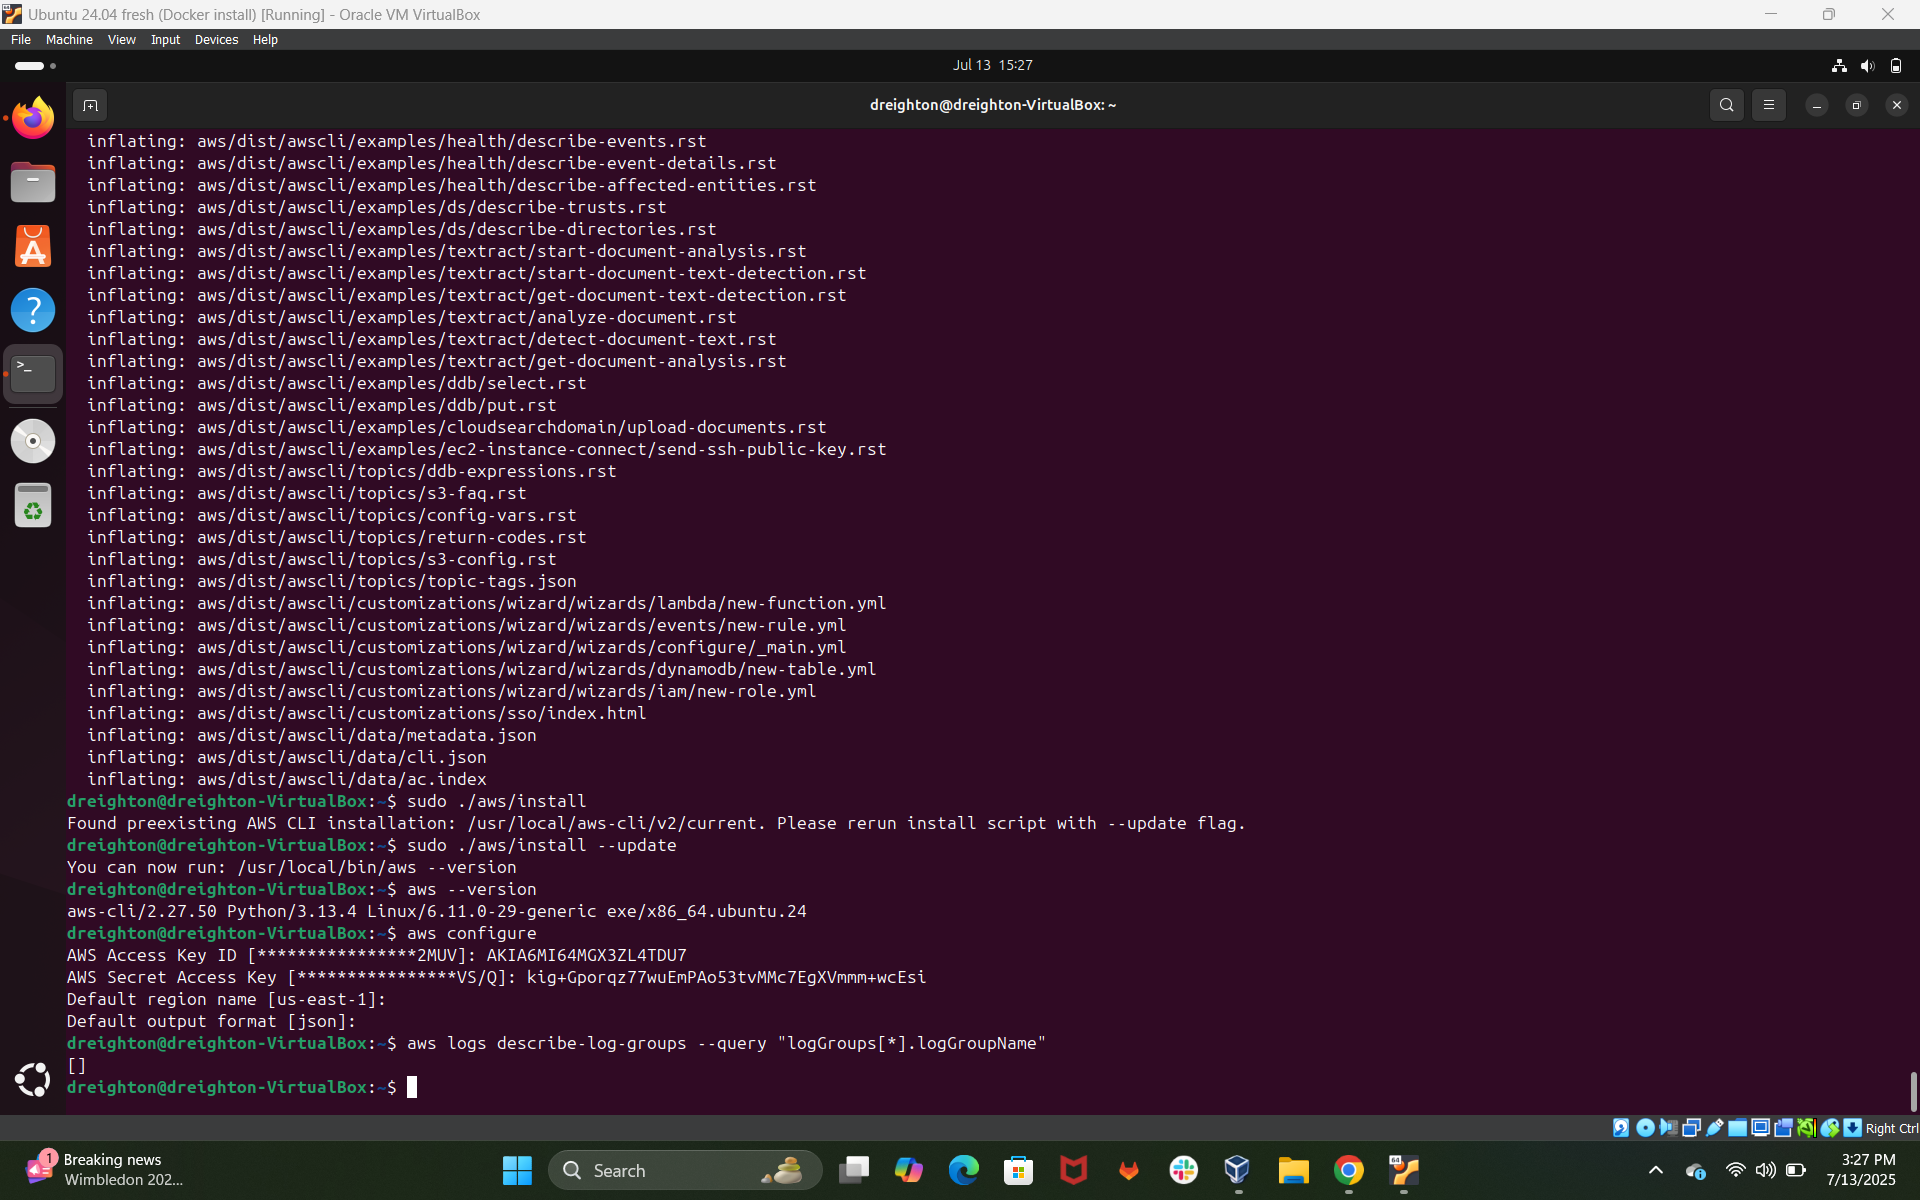 Ubuntu 24.04 fresh (Docker install) [Running] - Oracle VM VirtualBox
File Machine View Input Devices Help
Jul 13 15:27
dreighton@dreighton-VirtualBox: ~
inflating: aws/dist/awscli/examples/health/describe-events.rst
inflating: aws/dist/awscli/examples/health/describe-event-details.rst
inflating: aws/dist/awscli/examples/health/describe-affected-entities.rst
inflating: aws/dist/awscli/examples/ds/describe-trusts.rst
inflating: aws/dist/awscli/examples/ds/describe-directories.rst
inflating: aws/dist/awscli/examples/textract/start-document-analysis.rst
inflating: aws/dist/awscli/examples/textract/start-document-text-detection.rst
inflating: aws/dist/awscli/examples/textract/get-document-text-detection.rst
inflating: aws/dist/awscli/examples/textract/analyze-document.rst
inflating: aws/dist/awscli/examples/textract/detect-document-text.rst
inflating: aws/dist/awscli/examples/textract/get-document-analysis.rst
inflating: aws/dist/awscli/examples/ddb/select.rst
inflating: aws/dist/awscli/examples/ddb/put.rst
inflating: aws/dist/awscli/examples/cloudsearchdomain/upload-documents.rst
inflating: aws/dist/awscli/examples/ec2-instance-connect/send-ssh-public-key.rst
inflating: aws/dist/awscli/topics/ddb-expressions.rst
inflating: aws/dist/awscli/topics/s3-faq.rst
inflating: aws/dist/awscli/topics/config-vars.rst
inflating: aws/dist/awscli/topics/return-codes.rst
inflating: aws/dist/awscli/topics/s3-config.rst
inflating: aws/dist/awscli/topics/topic-tags.json
inflating: aws/dist/awscli/customizations/wizard/wizards/lambda/new-function.yml
inflating: aws/dist/awscli/customizations/wizard/wizards/events/new-rule.yml
inflating: aws/dist/awscli/customizations/wizard/wizards/configure/_main.yml
inflating: aws/dist/awscli/customizations/wizard/wizards/dynamodb/new-table.yml
inflating: aws/dist/awscli/customizations/wizard/wizards/iam/new-role.yml
inflating: aws/dist/awscli/customizations/sso/index.html
inflating: aws/dist/awscli/data/metadata.json
inflating: aws/dist/awscli/data/cli.json
inflating: aws/dist/awscli/data/ac.index
dreighton@dreighton-VirtualBox:~$ sudo ./aws/install
Found preexisting AWS CLI installation: /usr/local/aws-cli/v2/current. Please rerun install script with --update flag.
dreighton@dreighton-VirtualBox:~$ sudo ./aws/install --update
You can now run: /usr/local/bin/aws --version
dreighton@dreighton-VirtualBox:~$ aws --version
aws-cli/2.27.50 Python/3.13.4 Linux/6.11.0-29-generic exe/x86_64.ubuntu.24
dreighton@dreighton-VirtualBox:~$ aws configure
AWS Access Key ID [****************2MUV]: AKIA6MI64MGX3ZL4TDU7
AWS Secret Access Key [****************VS/Q]: 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
Default region name [us-east-1]:
Default output format [json]:
dreighton@dreighton-VirtualBox:~$ aws logs describe-log-groups --query "logGroups[*].logGroupName"
[]
dreighton@dreighton-VirtualBox:~$
Right Ctrl
1
Breaking news
Wimbledon 202...
Search
3:27 PM
7/13/2025